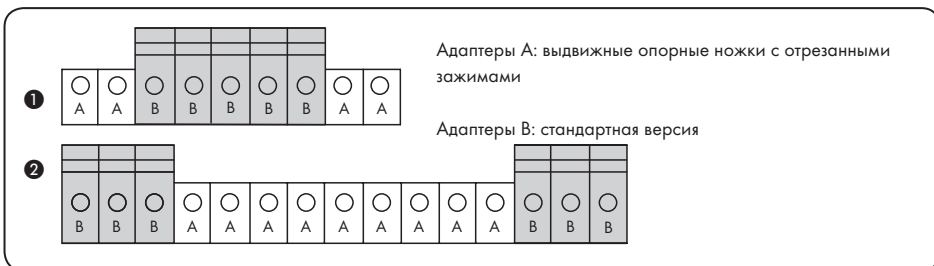 Адаптеры А: выдвижные опорные ножки с отрезанными
зажимами
❶
A A B B B B B A A
Адаптеры В: стандартная версия
❷
B B B A A A A A A A A A B B B